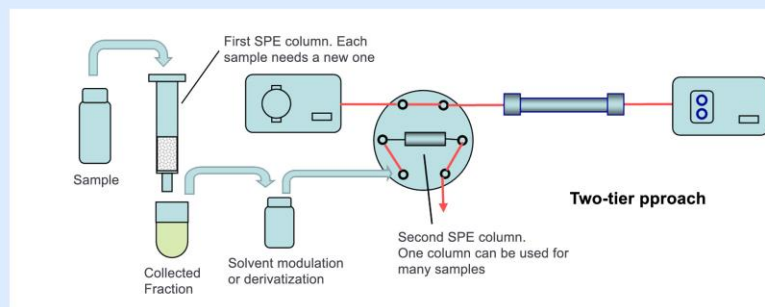 First SPE column. Each
sample needs a new one
Sample
Collected
Fraction
Solvent modulation
or derivatization
Second SPE column.
One column can be used for
many samples
Two-tier pproach